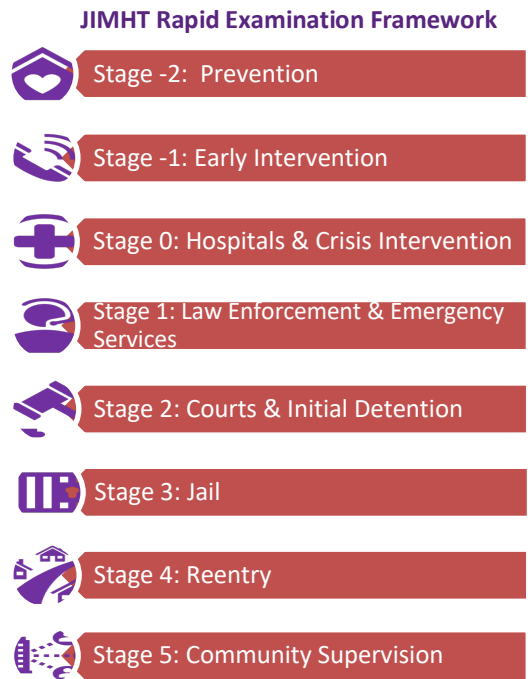 JIMHT Rapid Examination Framework
Stage -2:  Prevention
Stage -1: Early Intervention
Stage 0: Hospitals & Crisis Intervention
Stage 1: Law Enforcement & Emergency
Services
Stage 2: Courts & Initial Detention
Stage 3: Jail
Stage 4: Reentry
Stage 5: Community Supervision